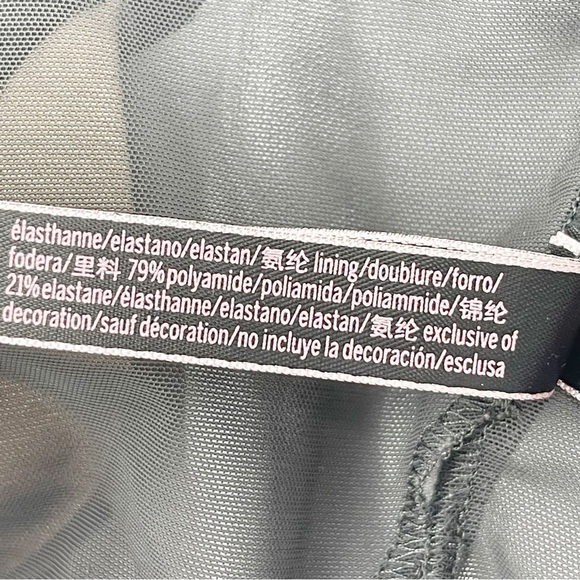 élasthanne/elastano/elastan/氨纶 lining/doublure/forro/
fodera/里料 79%polyamide/poliamida/poliammide/锦纶
21%elastane/élasthanne/elastano/elastan/氨纶 exclusive of
decoration/sauf décoration/no incluye la decoración/esclusa